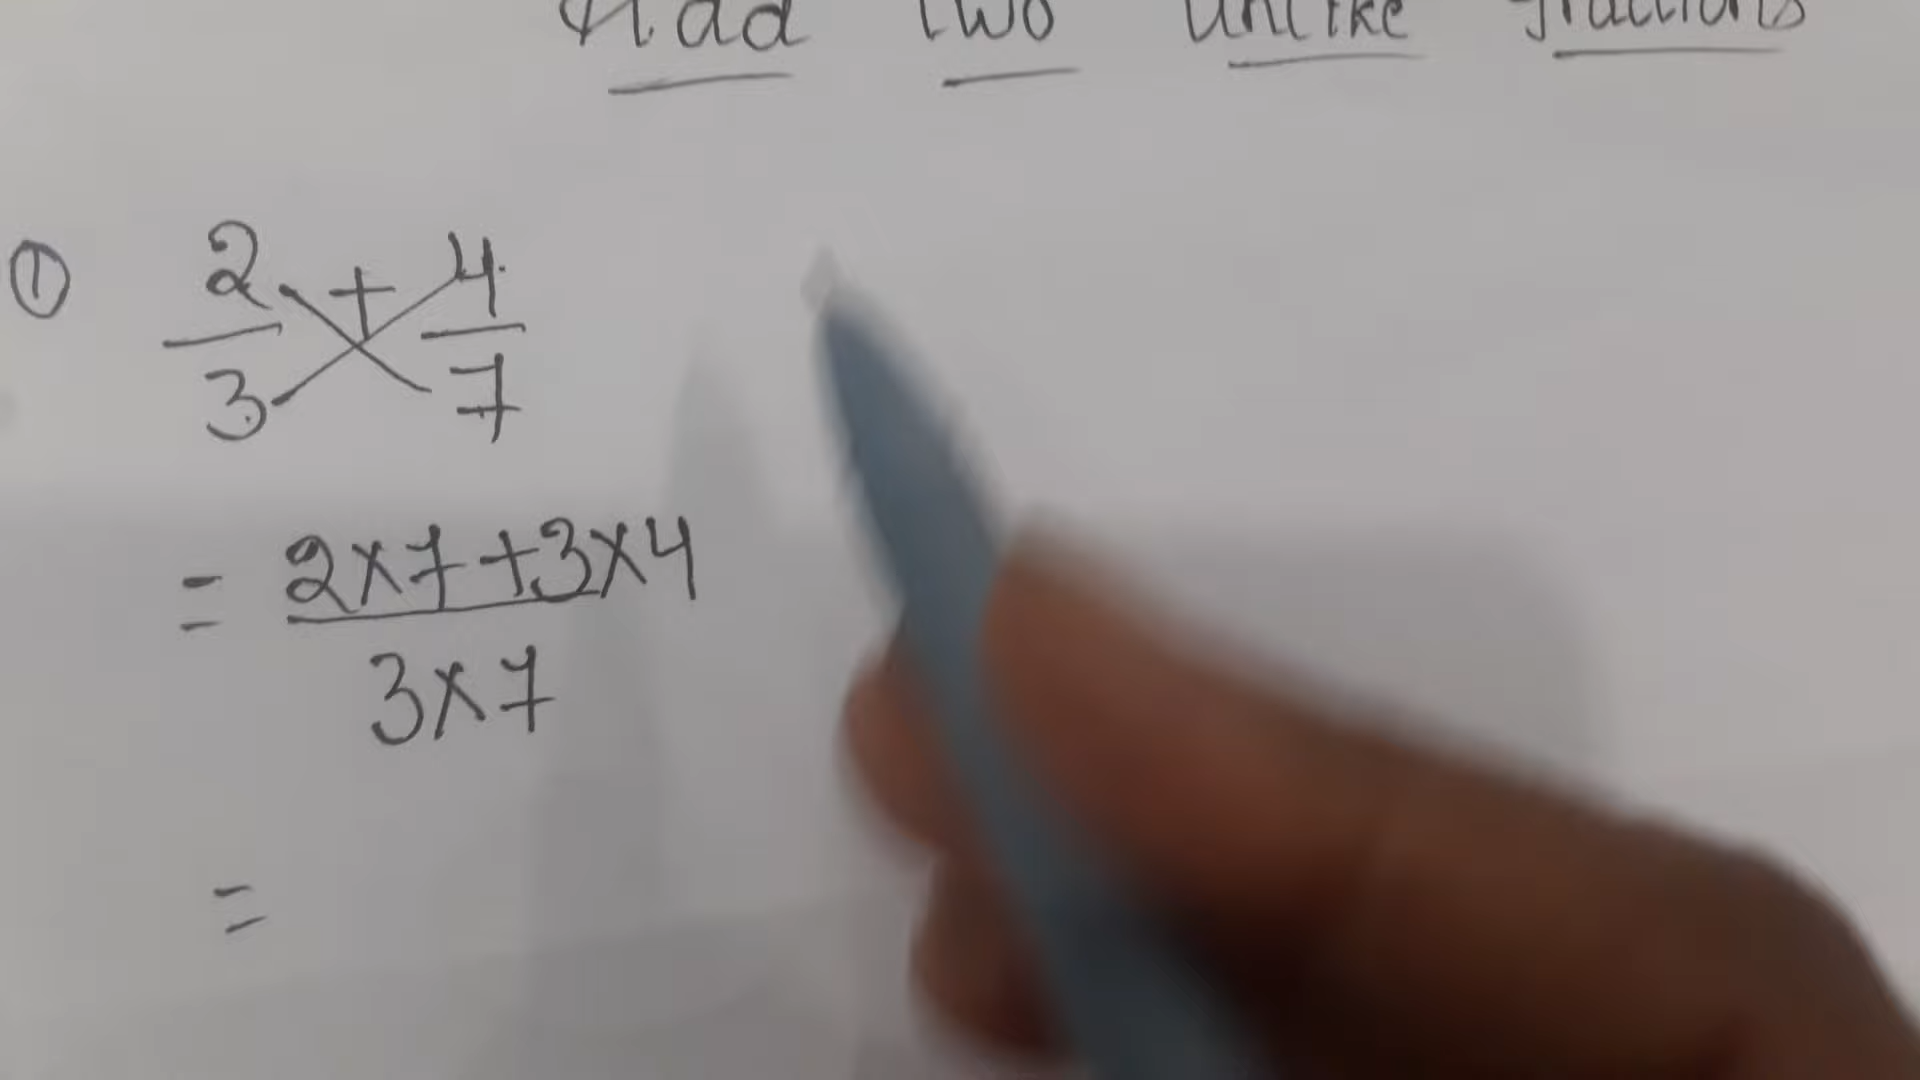 Add two unlike fractions
① 2/3 + 4/7
= 2×7+3×4 / 3×7
=